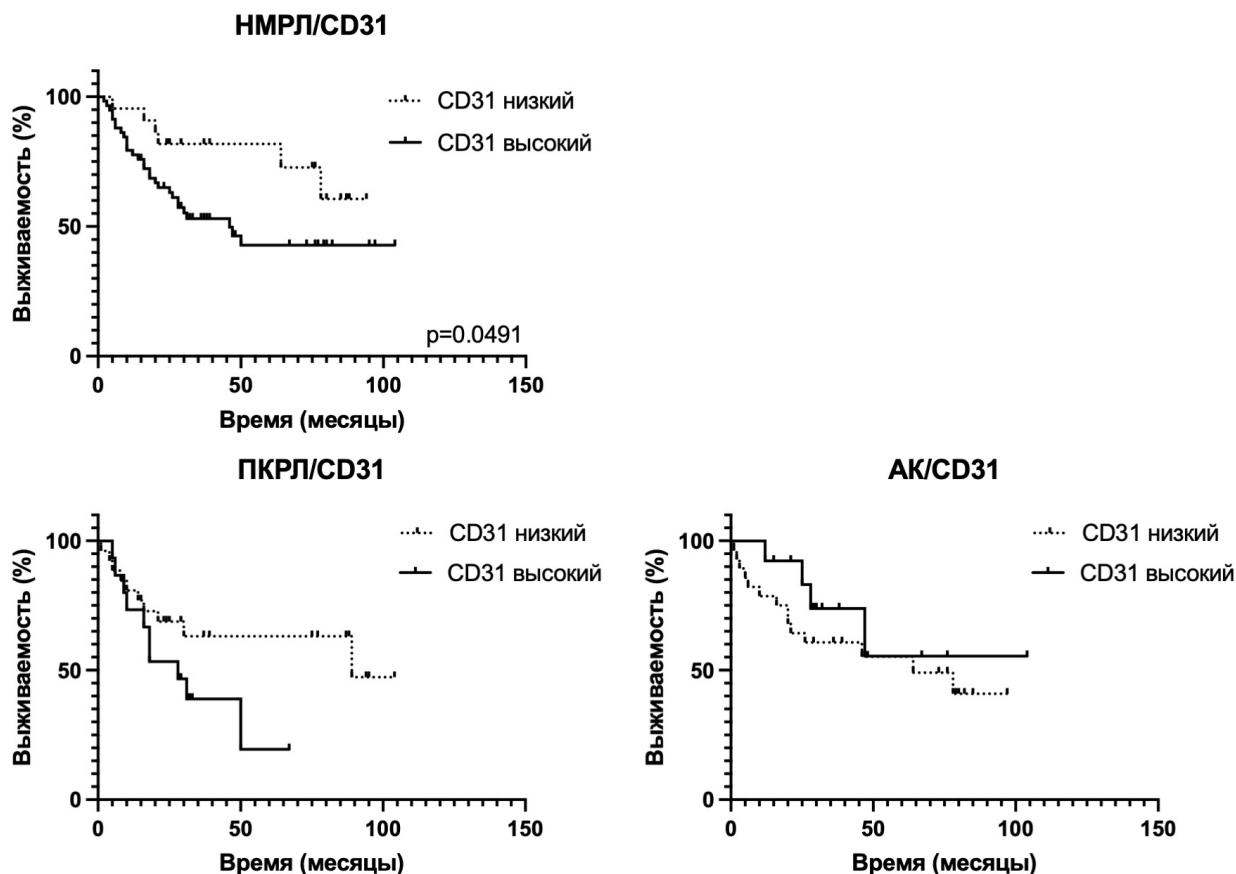 НМРЛ/CD31
Выживаемость (%)
100
50
0
0
50
100
150
Время (месяцы)
CD31 низкий
CD31 высокий
p=0.0491
ПКРЛ/CD31
Выживаемость (%)
100
50
0
0
50
100
150
Время (месяцы)
CD31 низкий
CD31 высокий
АК/CD31
Выживаемость (%)
100
50
0
0
50
100
150
Время (месяцы)
CD31 низкий
CD31 высокий